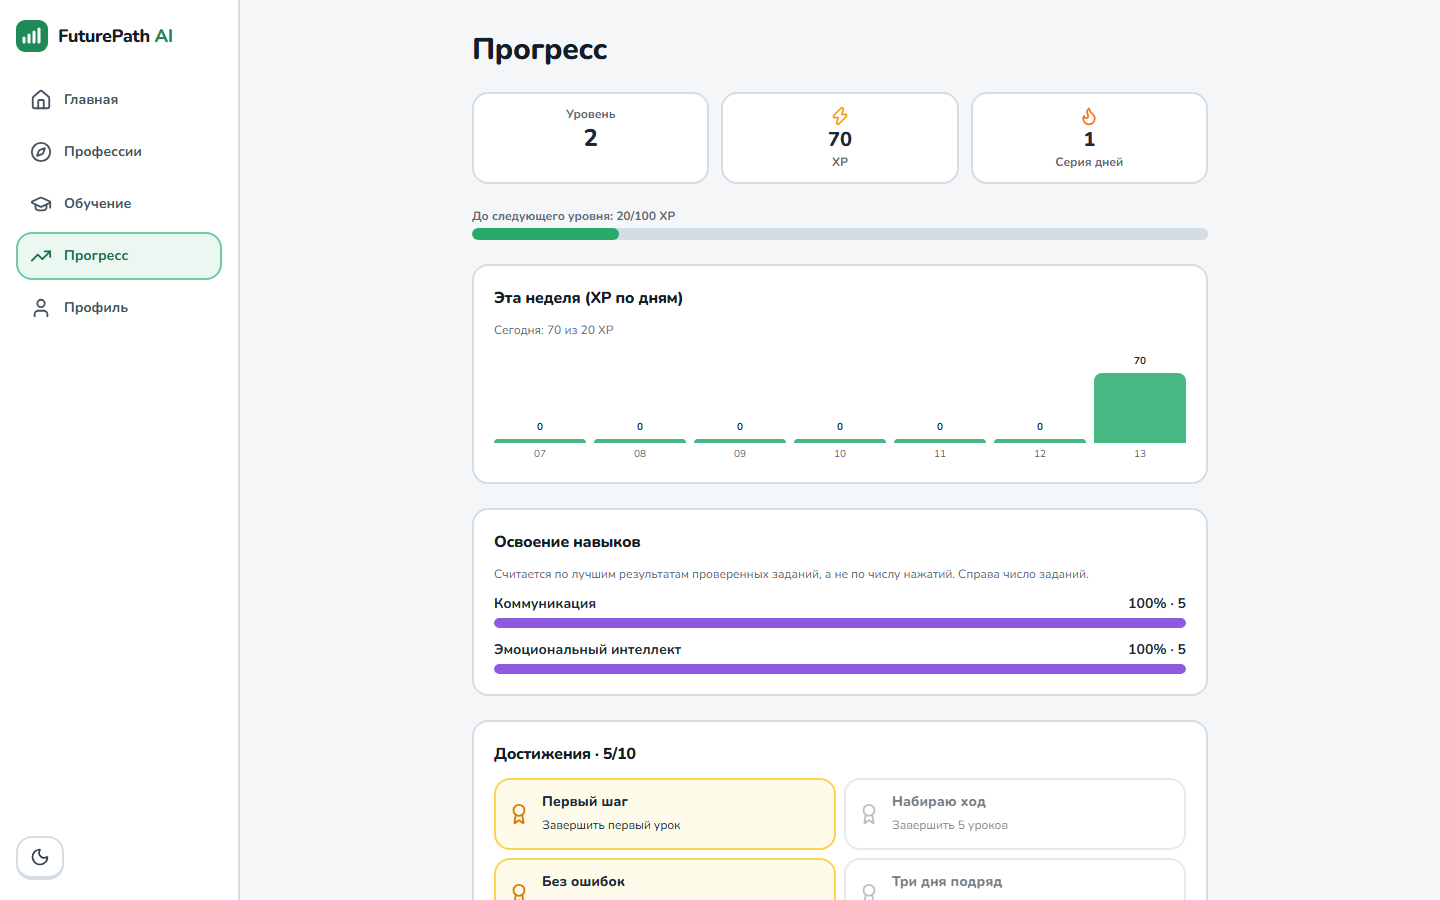 FuturePath AI
Главная
Профессии
Обучение
Прогресс
Профиль
Прогресс
Уровень
2
70
XP
1
Серия дней
До следующего уровня: 20/100 XP
Эта неделя (XP по дням)
Сегодня: 70 из 20 XP
0 0 0 0 0 0 70
07 08 09 10 11 12 13
Освоение навыков
Считается по лучшим результатам проверенных заданий, а не по числу нажатий. Справа число заданий.
Коммуникация 100% · 5
Эмоциональный интеллект 100% · 5
Достижения · 5/10
Первый шаг
Завершить первый урок
Набираю ход
Завершить 5 уроков
Без ошибок
Три дня подряд